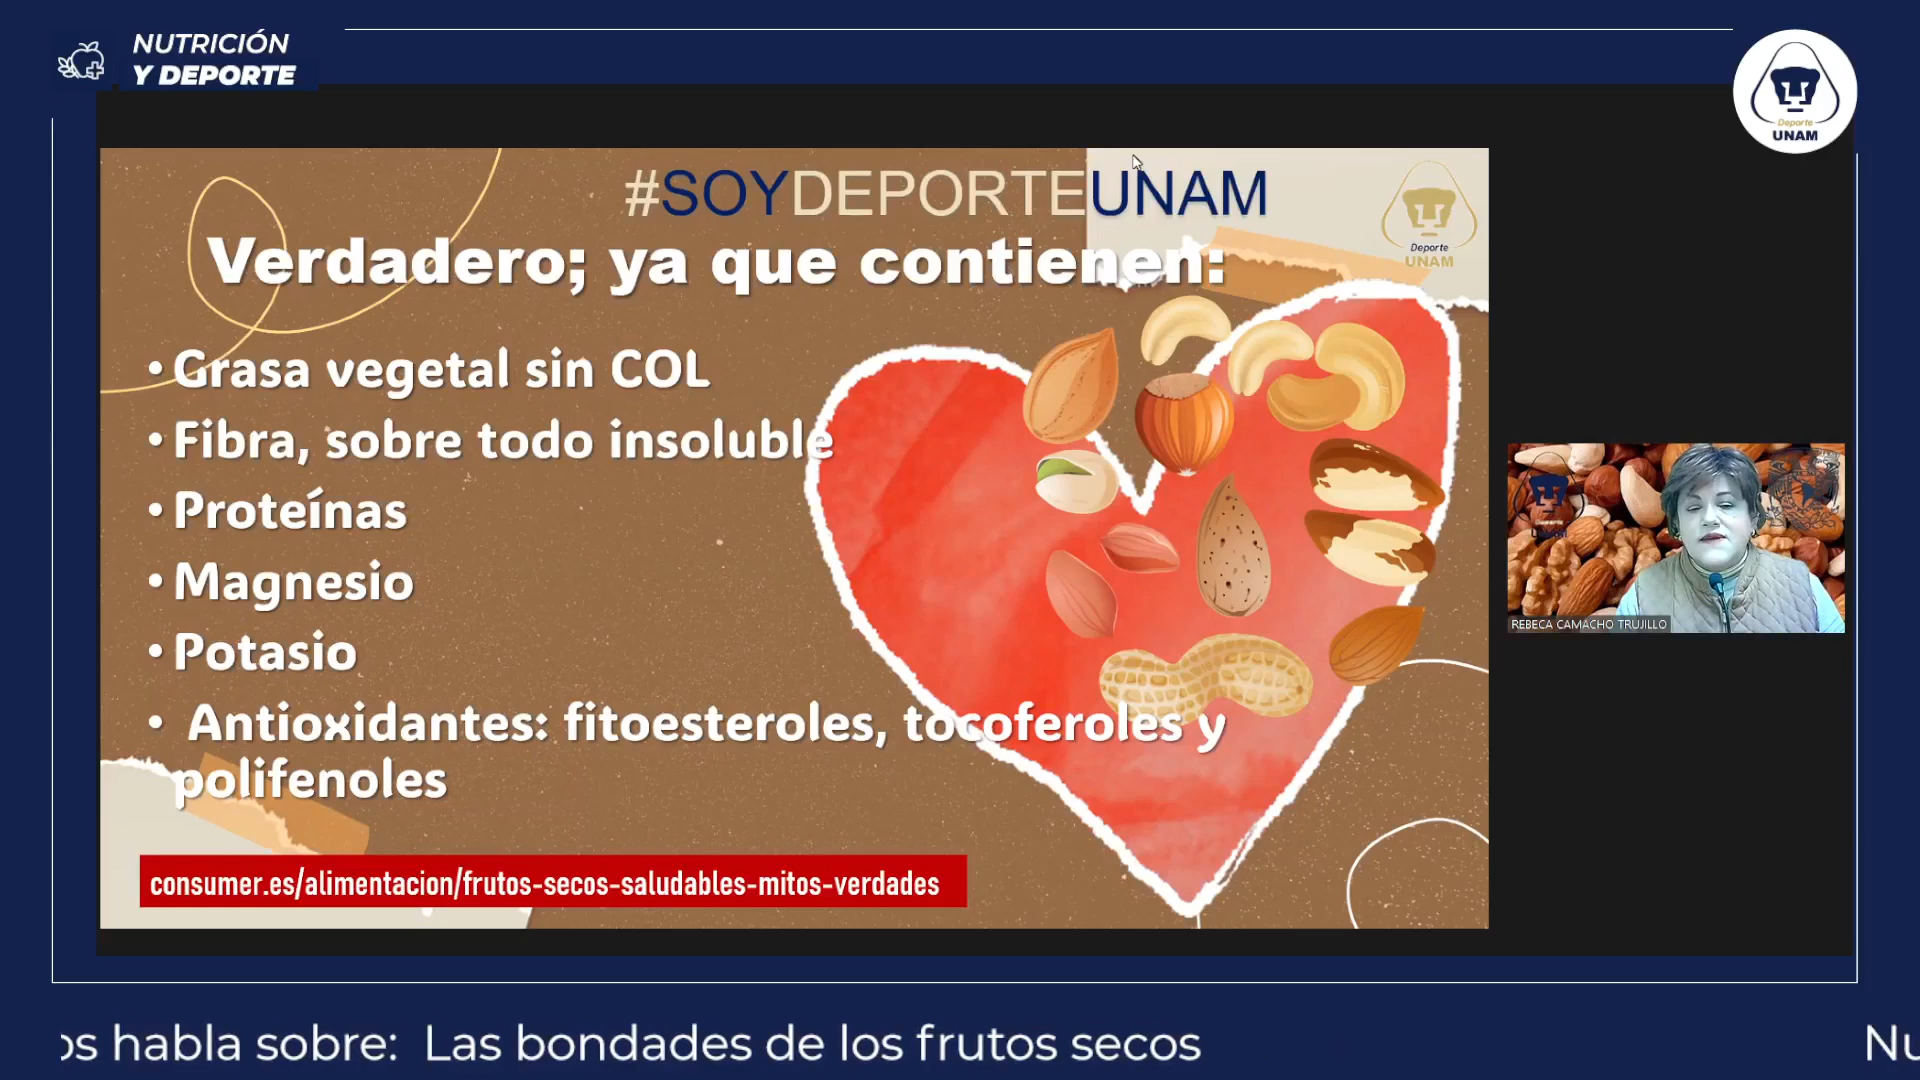 NUTRICIÓN
Y DEPORTE
Deporte
UNAM
#SOYDEPORTEUNAM
Deporte
UNAM
Verdadero; ya que contienen:
• Grasa vegetal sin COL
• Fibra, sobre todo insoluble
• Proteínas
• Magnesio
• Potasio
• Antioxidantes: fitoesteroles, tocoferoles y
polifenoles
consumer.es/alimentacion/frutos-secos-saludables-mitos-verdades
REBECA CAMACHO TRUJILLO
habla sobre: Las bondades de los frutos secos